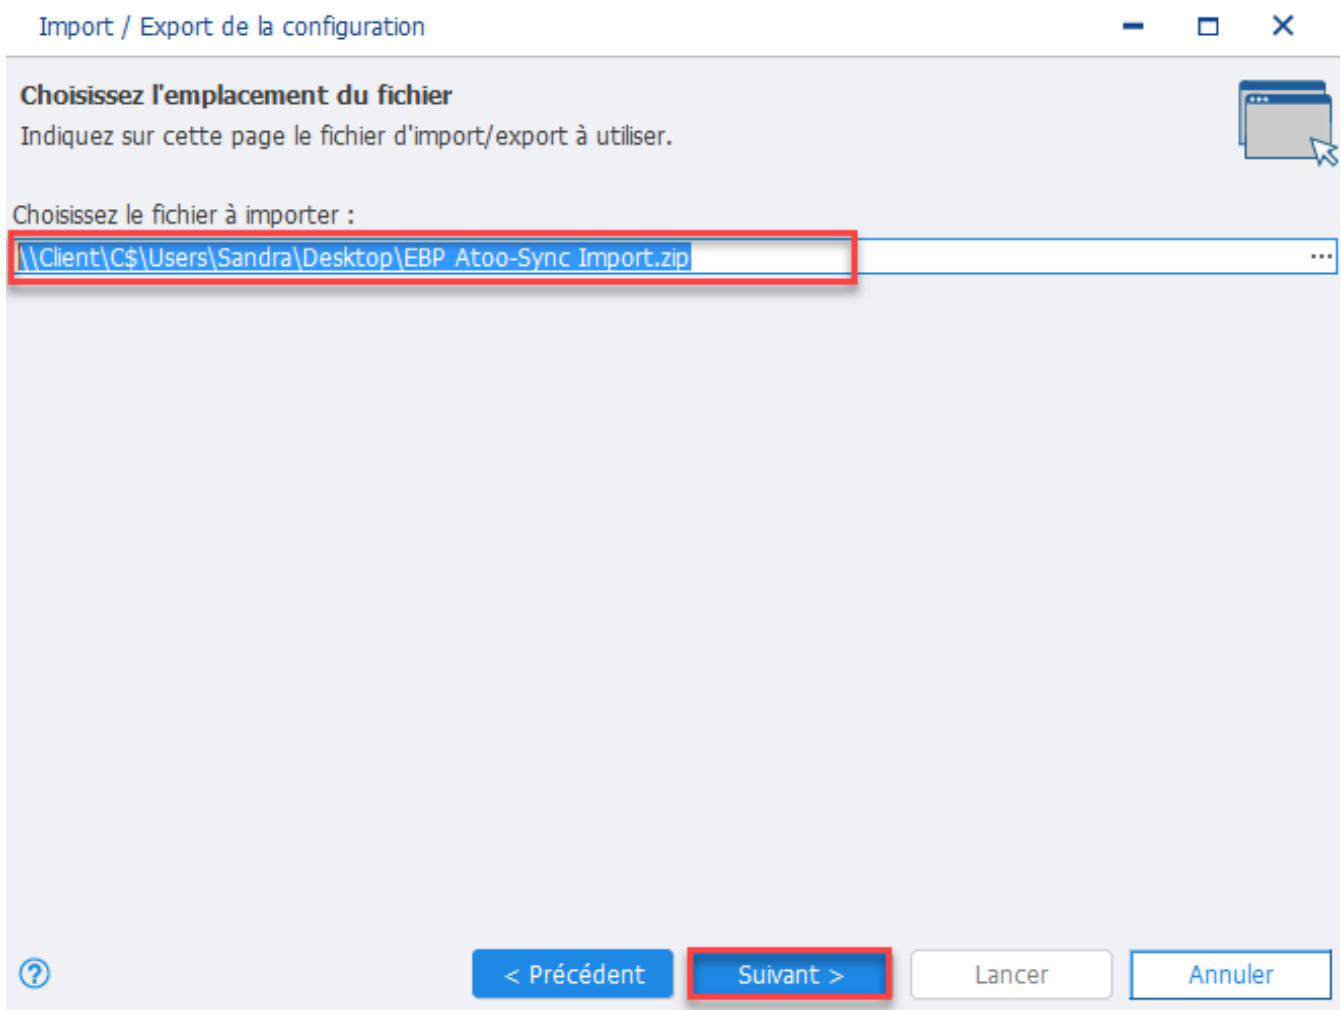 Import / Export de la configuration
Choisissez l'emplacement du fichier
Indiquez sur cette page le fichier d'import/export à utiliser.
Choisissez le fichier à importer :
\\Client\C$\Users\Sandra\Desktop\EBP Atoo-Sync Import.zip
...
?
< Précédent
Suivant >
Lancer
Annuler